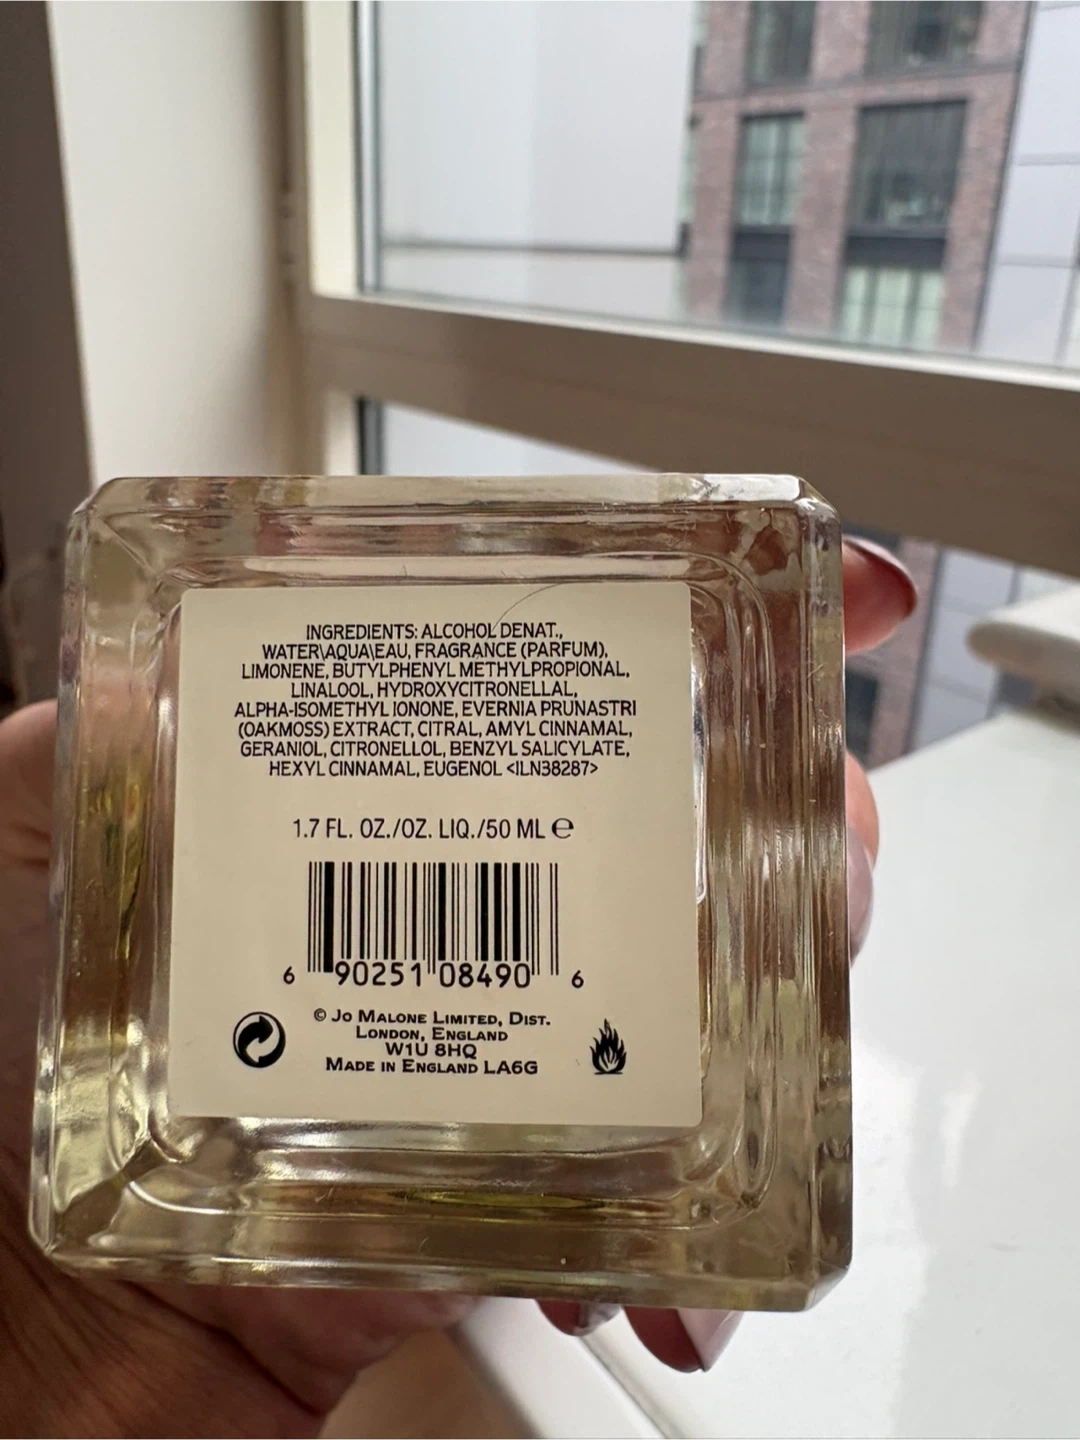 INGREDIENTS: ALCOHOL DENAT.,
WATER\AQUA\EAU, FRAGRANCE (PARFUM),
LIMONENE, BUTYLPHENYL METHYLPROPIONAL,
LINALOOL, HYDROXYCITRONELLAL,
ALPHA-ISOMETHYL IONONE, EVERNIA PRUNASTRI
(OAKMOSS) EXTRACT, CITRAL, AMYL CINNAMAL,
GERANIOL, CITRONELLOL, BENZYL SALICYLATE,
HEXYL CINNAMAL, EUGENOL <ILN38287>
1.7 FL. OZ./OZ. LIQ./50 ML ℮
6 90251 08490 6
© JO MALONE LIMITED, DIST.
LONDON, ENGLAND
W1U 8HQ
MADE IN ENGLAND LA6G